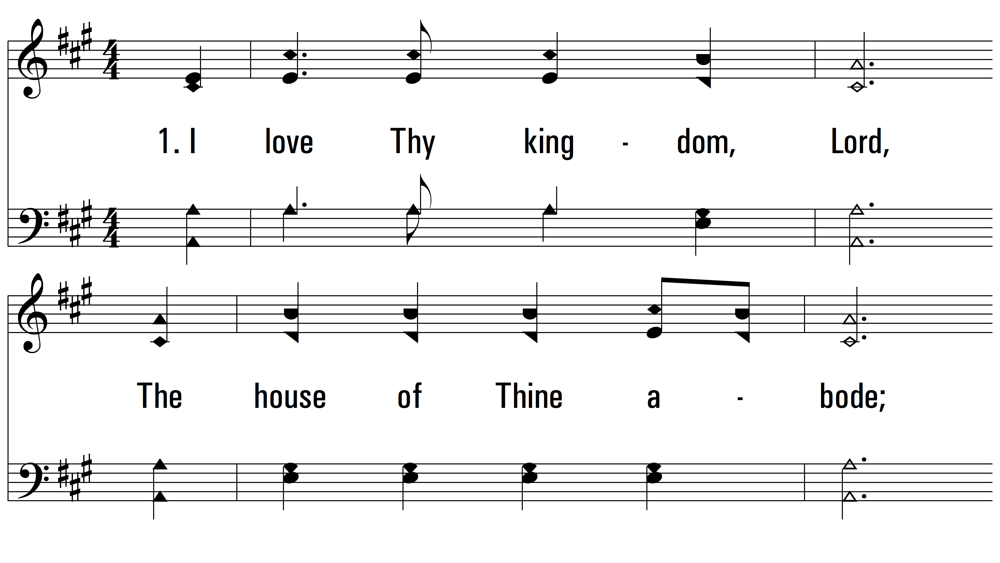 1. I love Thy king - dom, Lord,
The house of Thine a - bode;